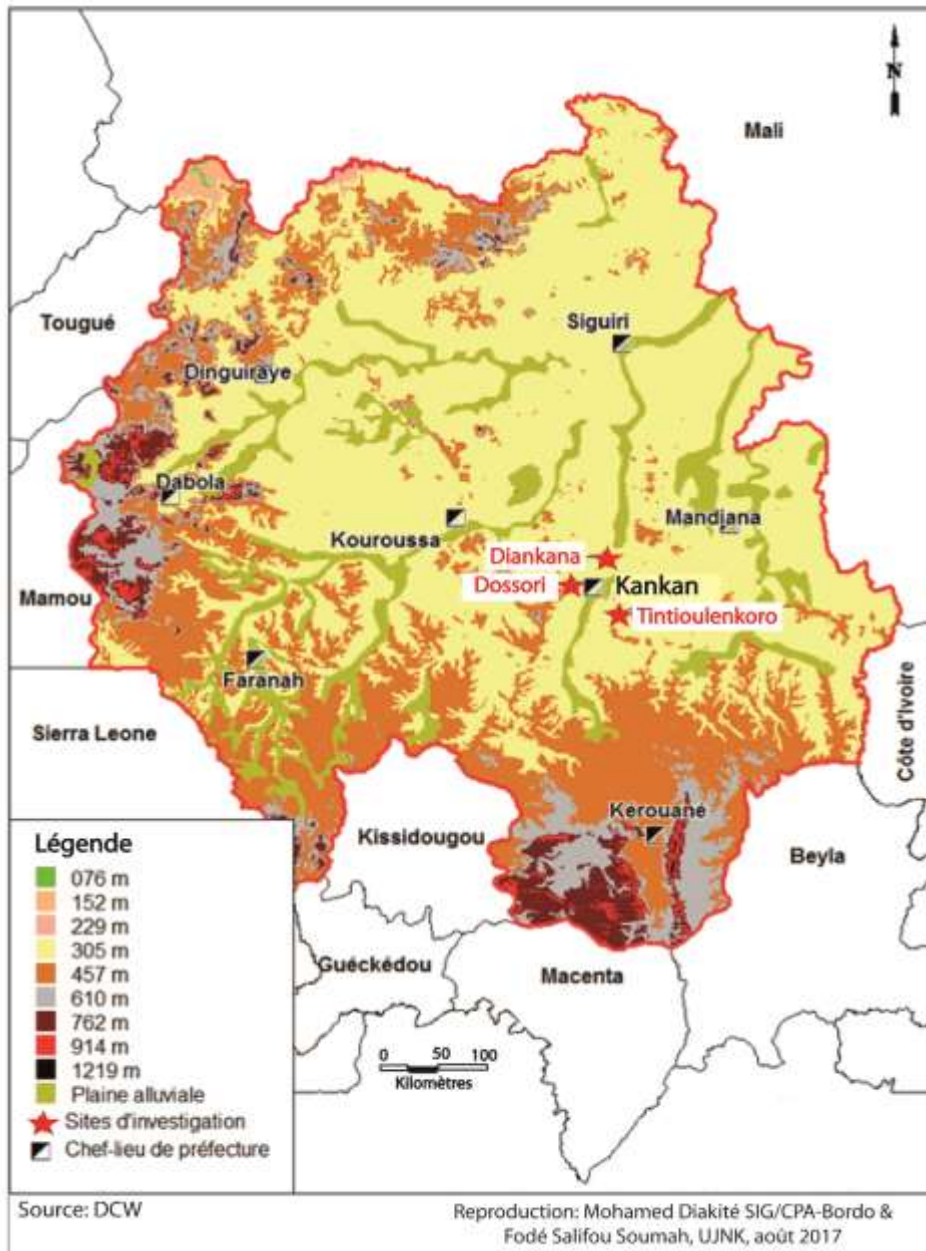 N
Mali
Tougué
Siguiri
Dinguiraye
Dabola
Mandiana
Kouroussa
Diankana
Dossori
Kankan
Mamou
Tintioulenkoro
Faranah
Sierra Leone
Côte d'Ivoire
Kerouane
Kissidougou
Beyla
Légende
076 m
152 m
229 m
305 m
457 m
610 m
762 m
914 m
1219 m
Plaine alluviale
Sites d'investigation
Chef-lieu de préfecture
Guéckédou
Macenta
0 50 100
Kilomètres
Source: DCW
Reproduction: Mohamed Diakité SIG/CPA-Bordo &
Fodé Salifou Soumah, UJNK, août 2017